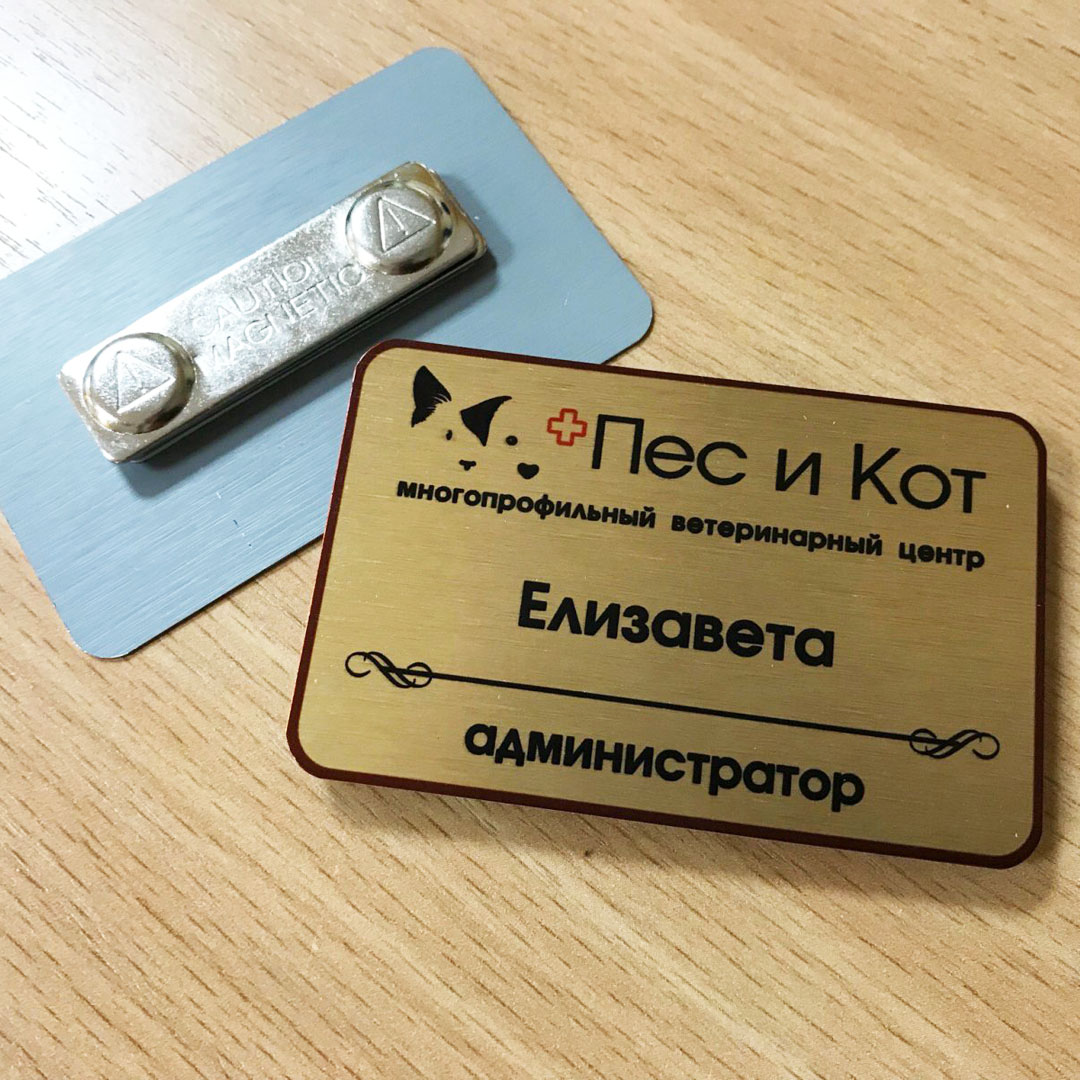 CAUTION
MAGNETIC
Пес и Кот
многопрофильный ветеринарный центр
Елизавета
администратор